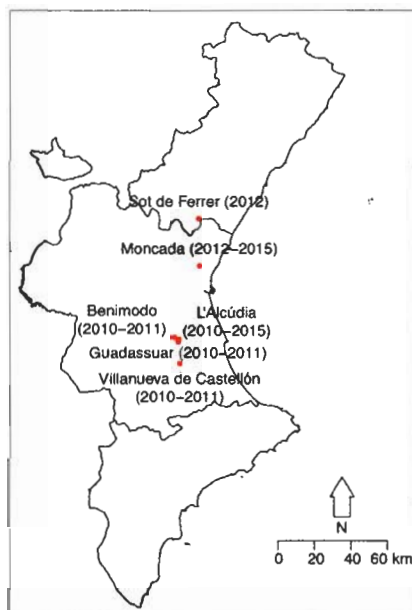 Sot de Ferrer (2012)
Moncada (2012–2015)
Benimodo
(2010–2011)
L'Alcúdia
(2010–2015)
Guadassuar (2010–2011)
Villanueva de Castellón
(2010–2011)
N
0 20 40 60 km